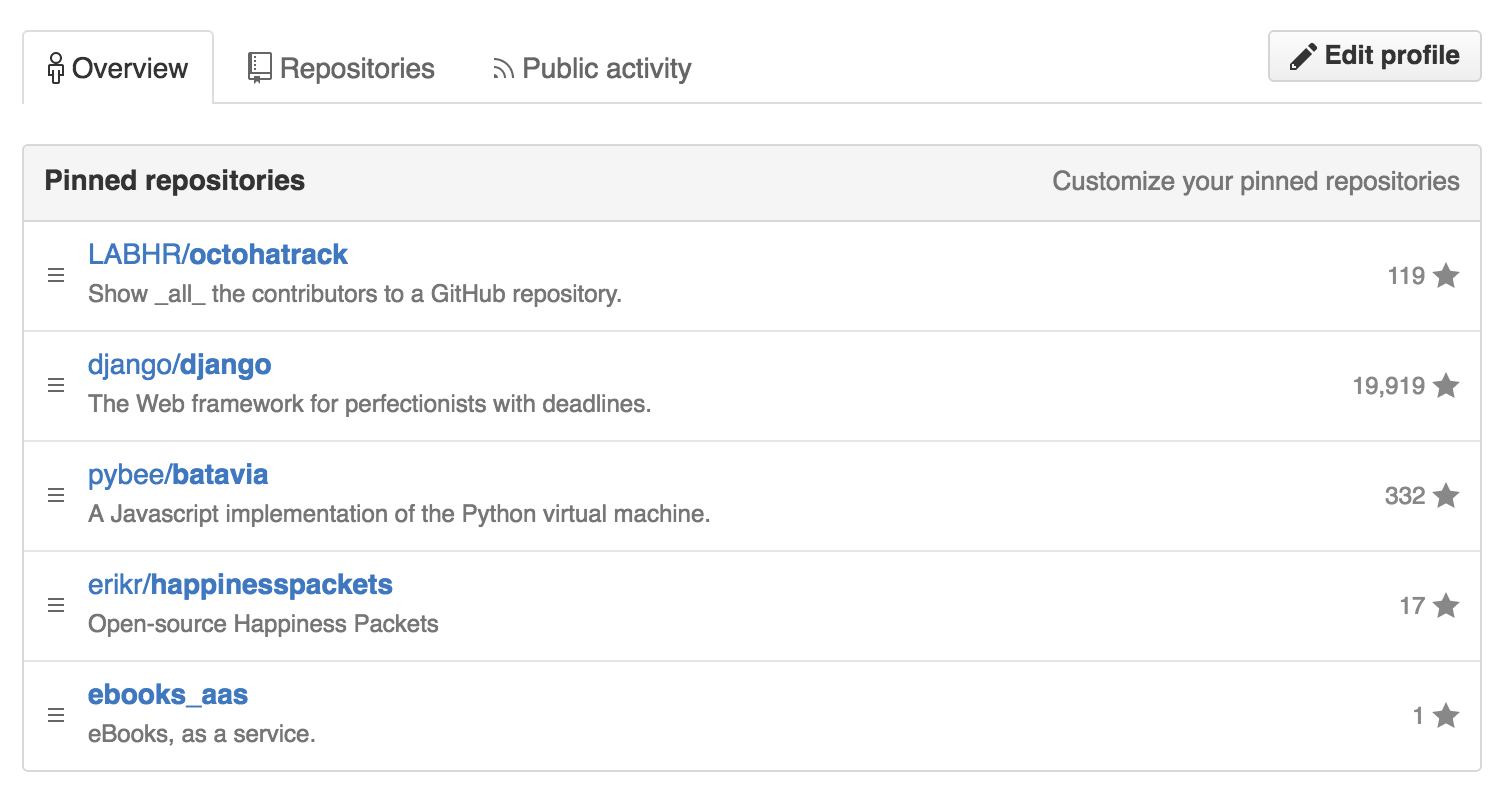 Overview Repositories Public activity Edit profile
Pinned repositories Customize your pinned repositories
LABHR/octohatrack
Show _all_ the contributors to a GitHub repository.
119
django/django
The Web framework for perfectionists with deadlines.
19,919
pybee/batavia
A Javascript implementation of the Python virtual machine.
332
erikr/happinesspackets
Open-source Happiness Packets
17
ebooks_aas
eBooks, as a service.
1